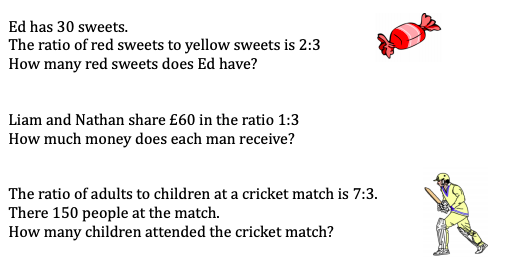 Ed has 30 sweets.
The ratio of red sweets to yellow sweets is 2:3
How many red sweets does Ed have?
Liam and Nathan share £60 in the ratio 1:3
How much money does each man receive?
The ratio of adults to children at a cricket match is 7:3.
There 150 people at the match.
How many children attended the cricket match?